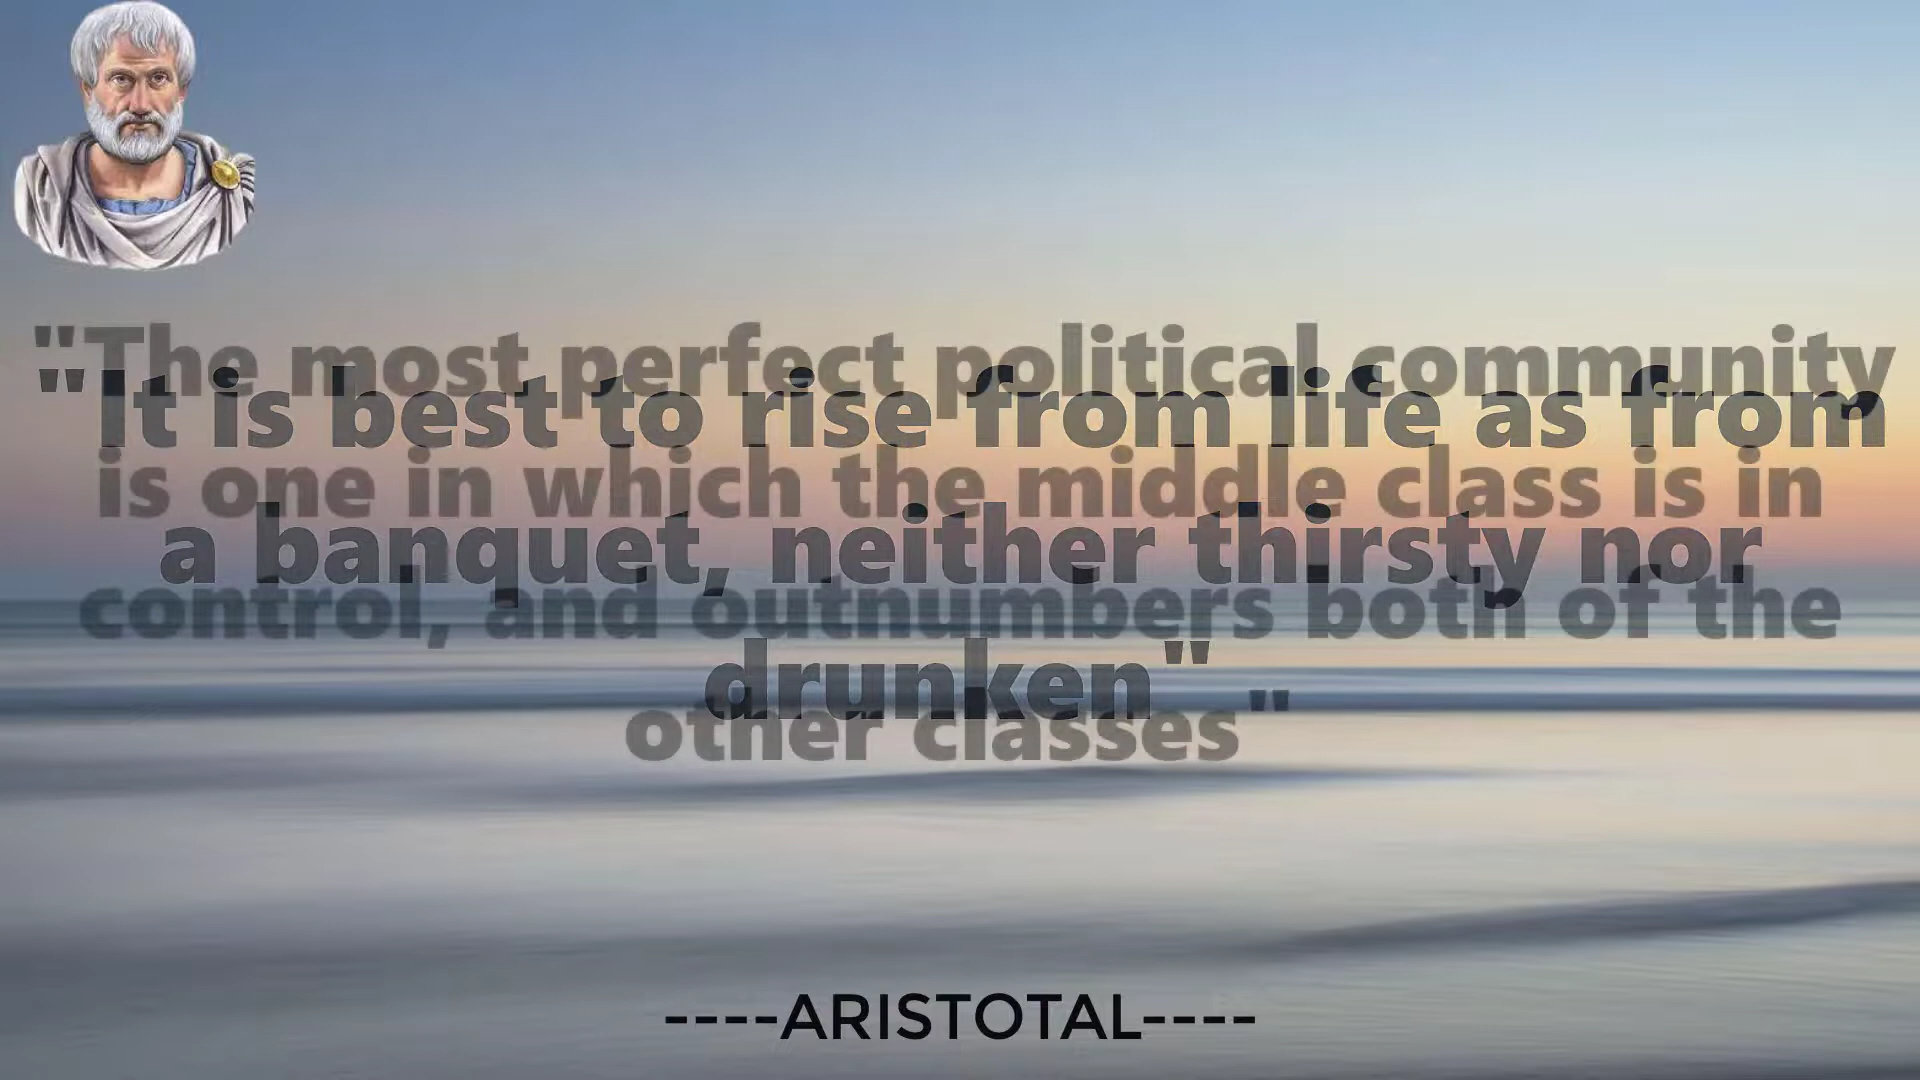 "The most perfect political community
is one in which the middle class is in
control, and outnumbers both of the
other classes"
"It is best to rise from life as from
a banquet, neither thirsty nor
drunken"
----ARISTOTAL----